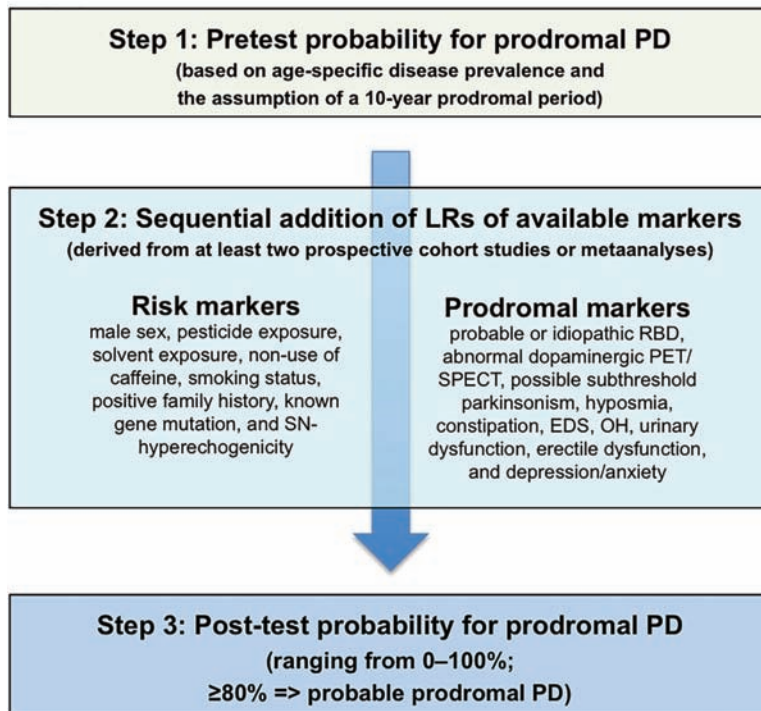 Step 1: Pretest probability for prodromal PD
(based on age-specific disease prevalence and
the assumption of a 10-year prodromal period)
Step 2: Sequential addition of LRs of available markers
(derived from at least two prospective cohort studies or metaanalyses)
Risk markers
male sex, pesticide exposure,
solvent exposure, non-use of
caffeine, smoking status,
positive family history, known
gene mutation, and SN-
hyperechogenicity
Prodromal markers
probable or idiopathic RBD,
abnormal dopaminergic PET/
SPECT, possible subthreshold
parkinsonism, hyposmia,
constipation, EDS, OH, urinary
dysfunction, erectile dysfunction,
and depression/anxiety
Step 3: Post-test probability for prodromal PD
(ranging from 0–100%;
≥80% => probable prodromal PD)